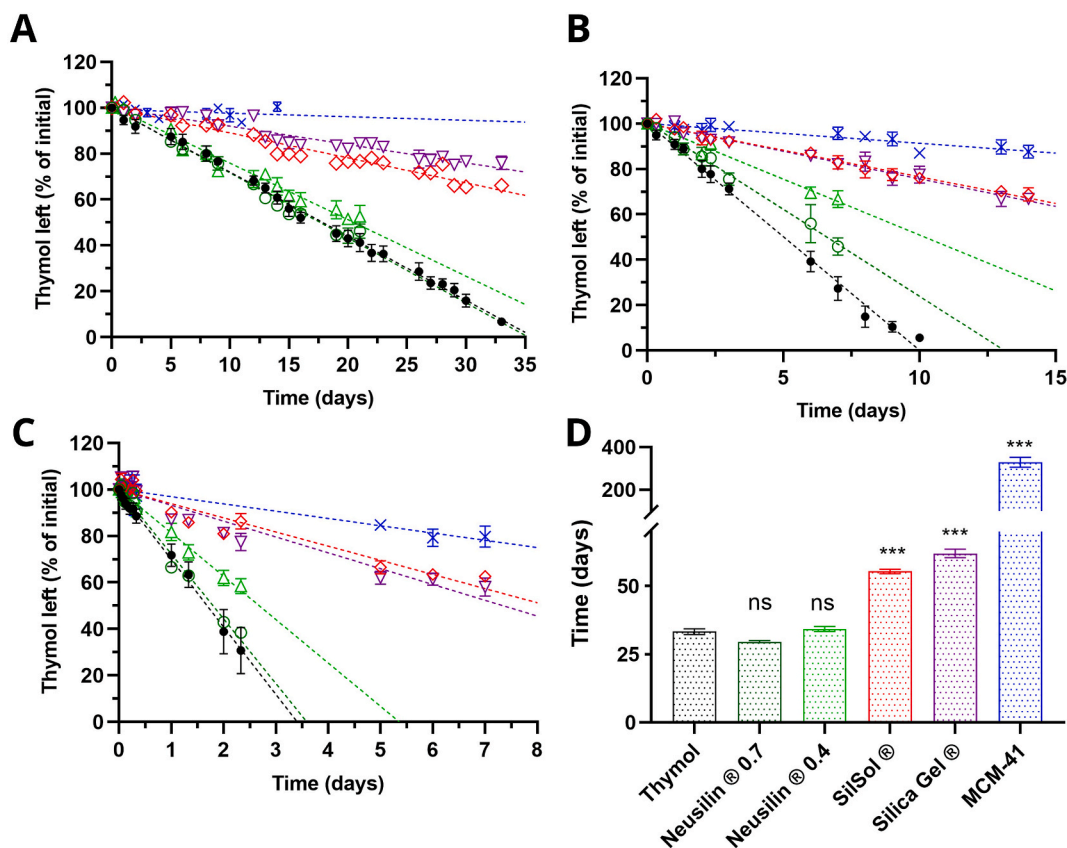 A
Thymol left (% of initial)
120
100
80
60
40
20
0
0 5 10 15 20 25 30 35
Time (days)
B
Thymol left (% of initial)
120
100
80
60
40
20
0
0 5 10 15
Time (days)
C
Thymol left (% of initial)
120
100
80
60
40
20
0
0 1 2 3 4 5 6 7 8
Time (days)
D
Time (days)
400
200
50
25
0
ns
ns
***
***
***
Thymol
Neusilin ® 0.7
Neusilin ® 0.4
SilSol ®
Silica Gel ®
MCM-41